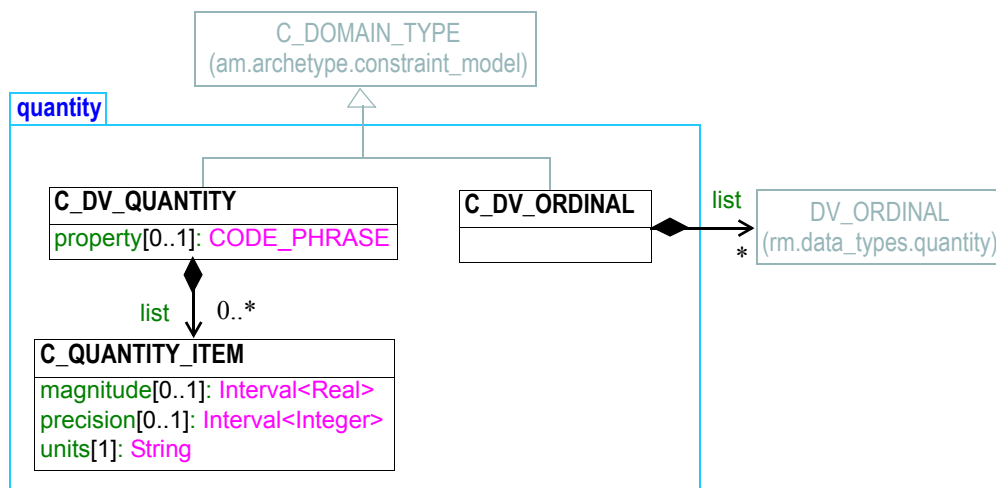 C_DOMAIN_TYPE
(am.archetype.constraint_model)
quantity
C_DV_QUANTITY
property[0..1]: CODE_PHRASE
C_DV_ORDINAL
list
*
DV_ORDINAL
(rm.data_types.quantity)
list
0..*
C_QUANTITY_ITEM
magnitude[0..1]: Interval<Real>
precision[0..1]: Interval<Integer>
units[1]: String